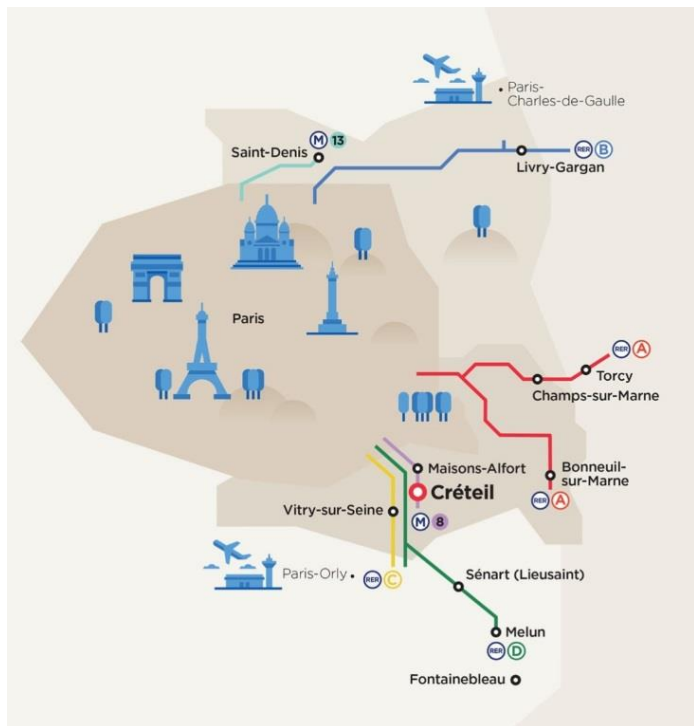 Paris-
Charles-de-Gaulle
M 13
Saint-Denis
RER B
Livry-Gargan
Paris
RER A
Torcy
Champs-sur-Marne
Maisons-Alfort
Bonneuil-
sur-Marne
Créteil
RER A
Vitry-sur-Seine
M 8
Paris-Orly
RER C
Sénart (Lieusaint)
Melun
RER D
Fontainebleau